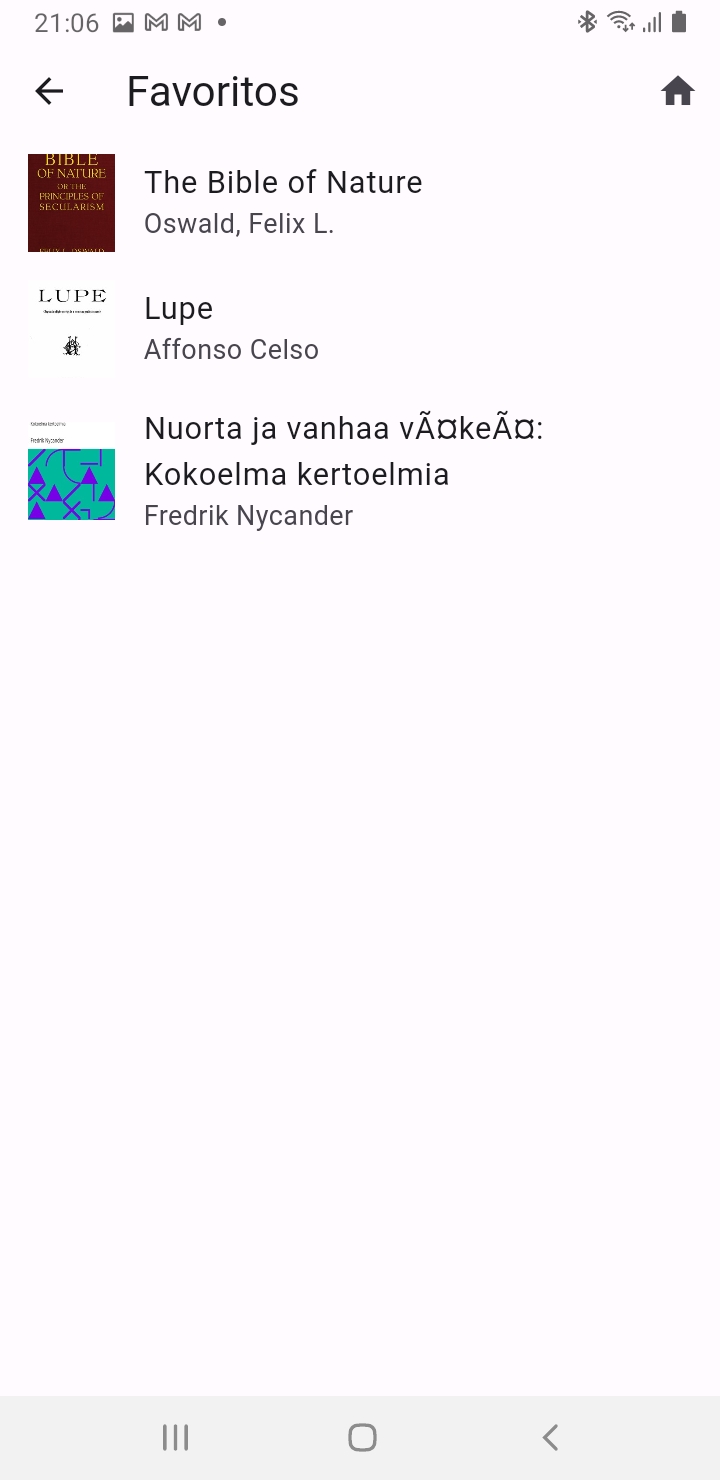 21:06
Favoritos
BIBLE
OF NATURE
OR THE
PRINCIPLES OF
SECULARISM
FELIX L. OSWALD
The Bible of Nature
Oswald, Felix L.
LUPE
Lupe
Affonso Celso
Kokoelma kertoelmia
Fredrik Nycander
Nuorta ja vanhaa vÃ¤keÃ¤:
Kokoelma kertoelmia
Fredrik Nycander